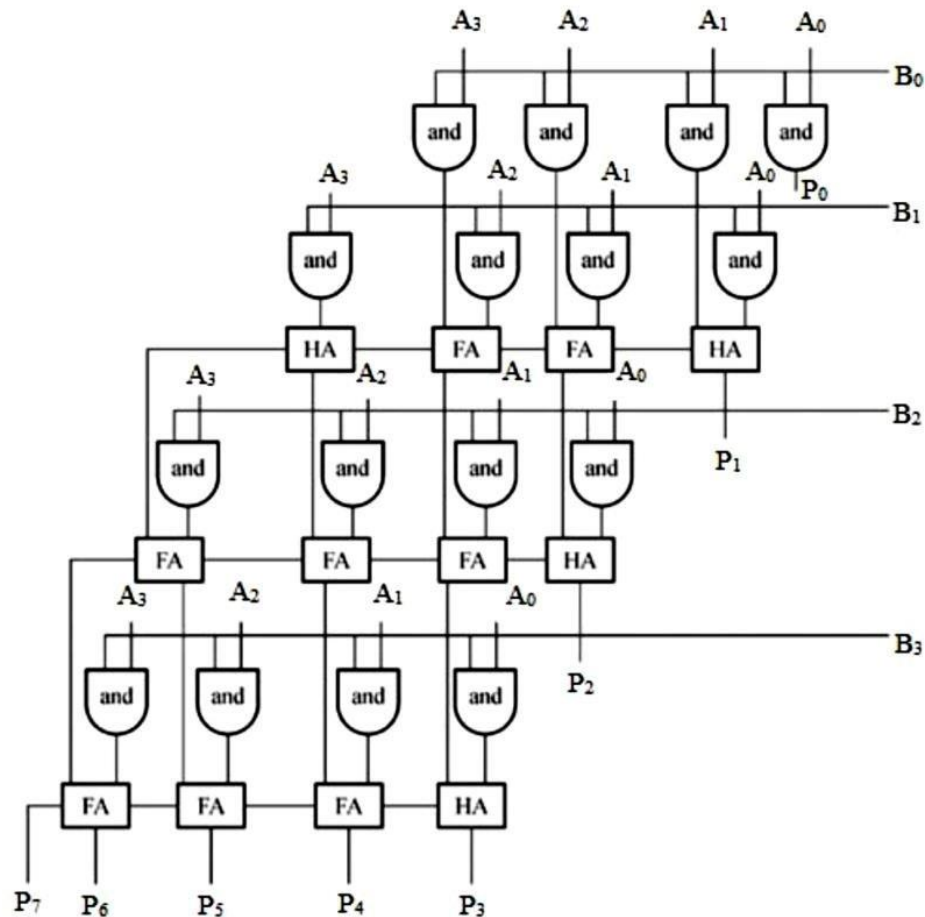 A₃ A₂ A₁ A₀
B₀
and and and and
A₃ A₂ A₁ A₀ P₀
B₁
and and and and
HA FA FA HA
A₃ A₂ A₁ A₀
B₂
and and and and P₁
FA FA FA HA
A₃ A₂ A₁ A₀
B₃
and and and and P₂
FA FA FA HA
P₇ P₆ P₅ P₄ P₃